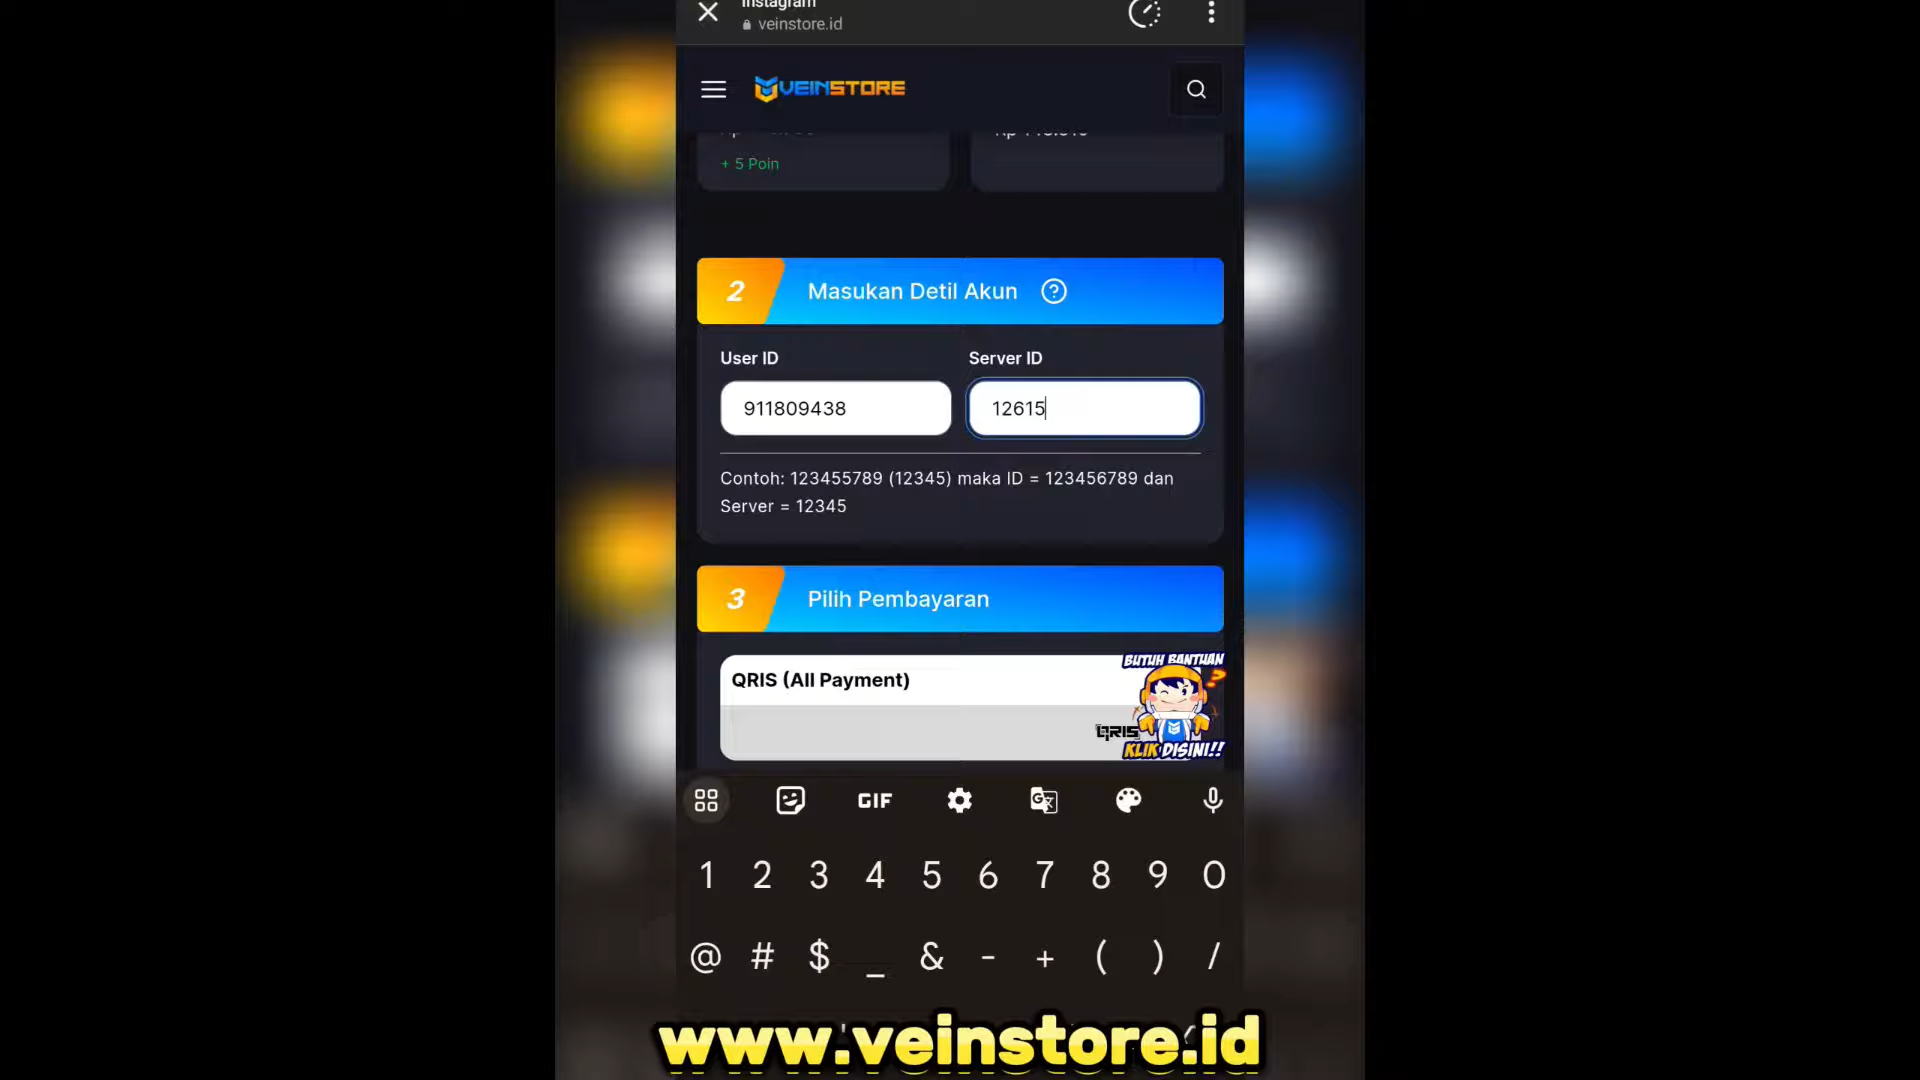 Instagram
veinstore.id
VEINSTORE
+ 5 Poin
2 Masukan Detil Akun ?
User ID Server ID
911809438 12615
Contoh: 123455789 (12345) maka ID = 123456789 dan
Server = 12345
3 Pilih Pembayaran
BUTUH BANTUAN
?
QRIS (All Payment)
QRIS
KLIK DISINI!!
GIF
1 2 3 4 5 6 7 8 9 0
@ # $ _ & - + ( ) /
www.veinstore.id